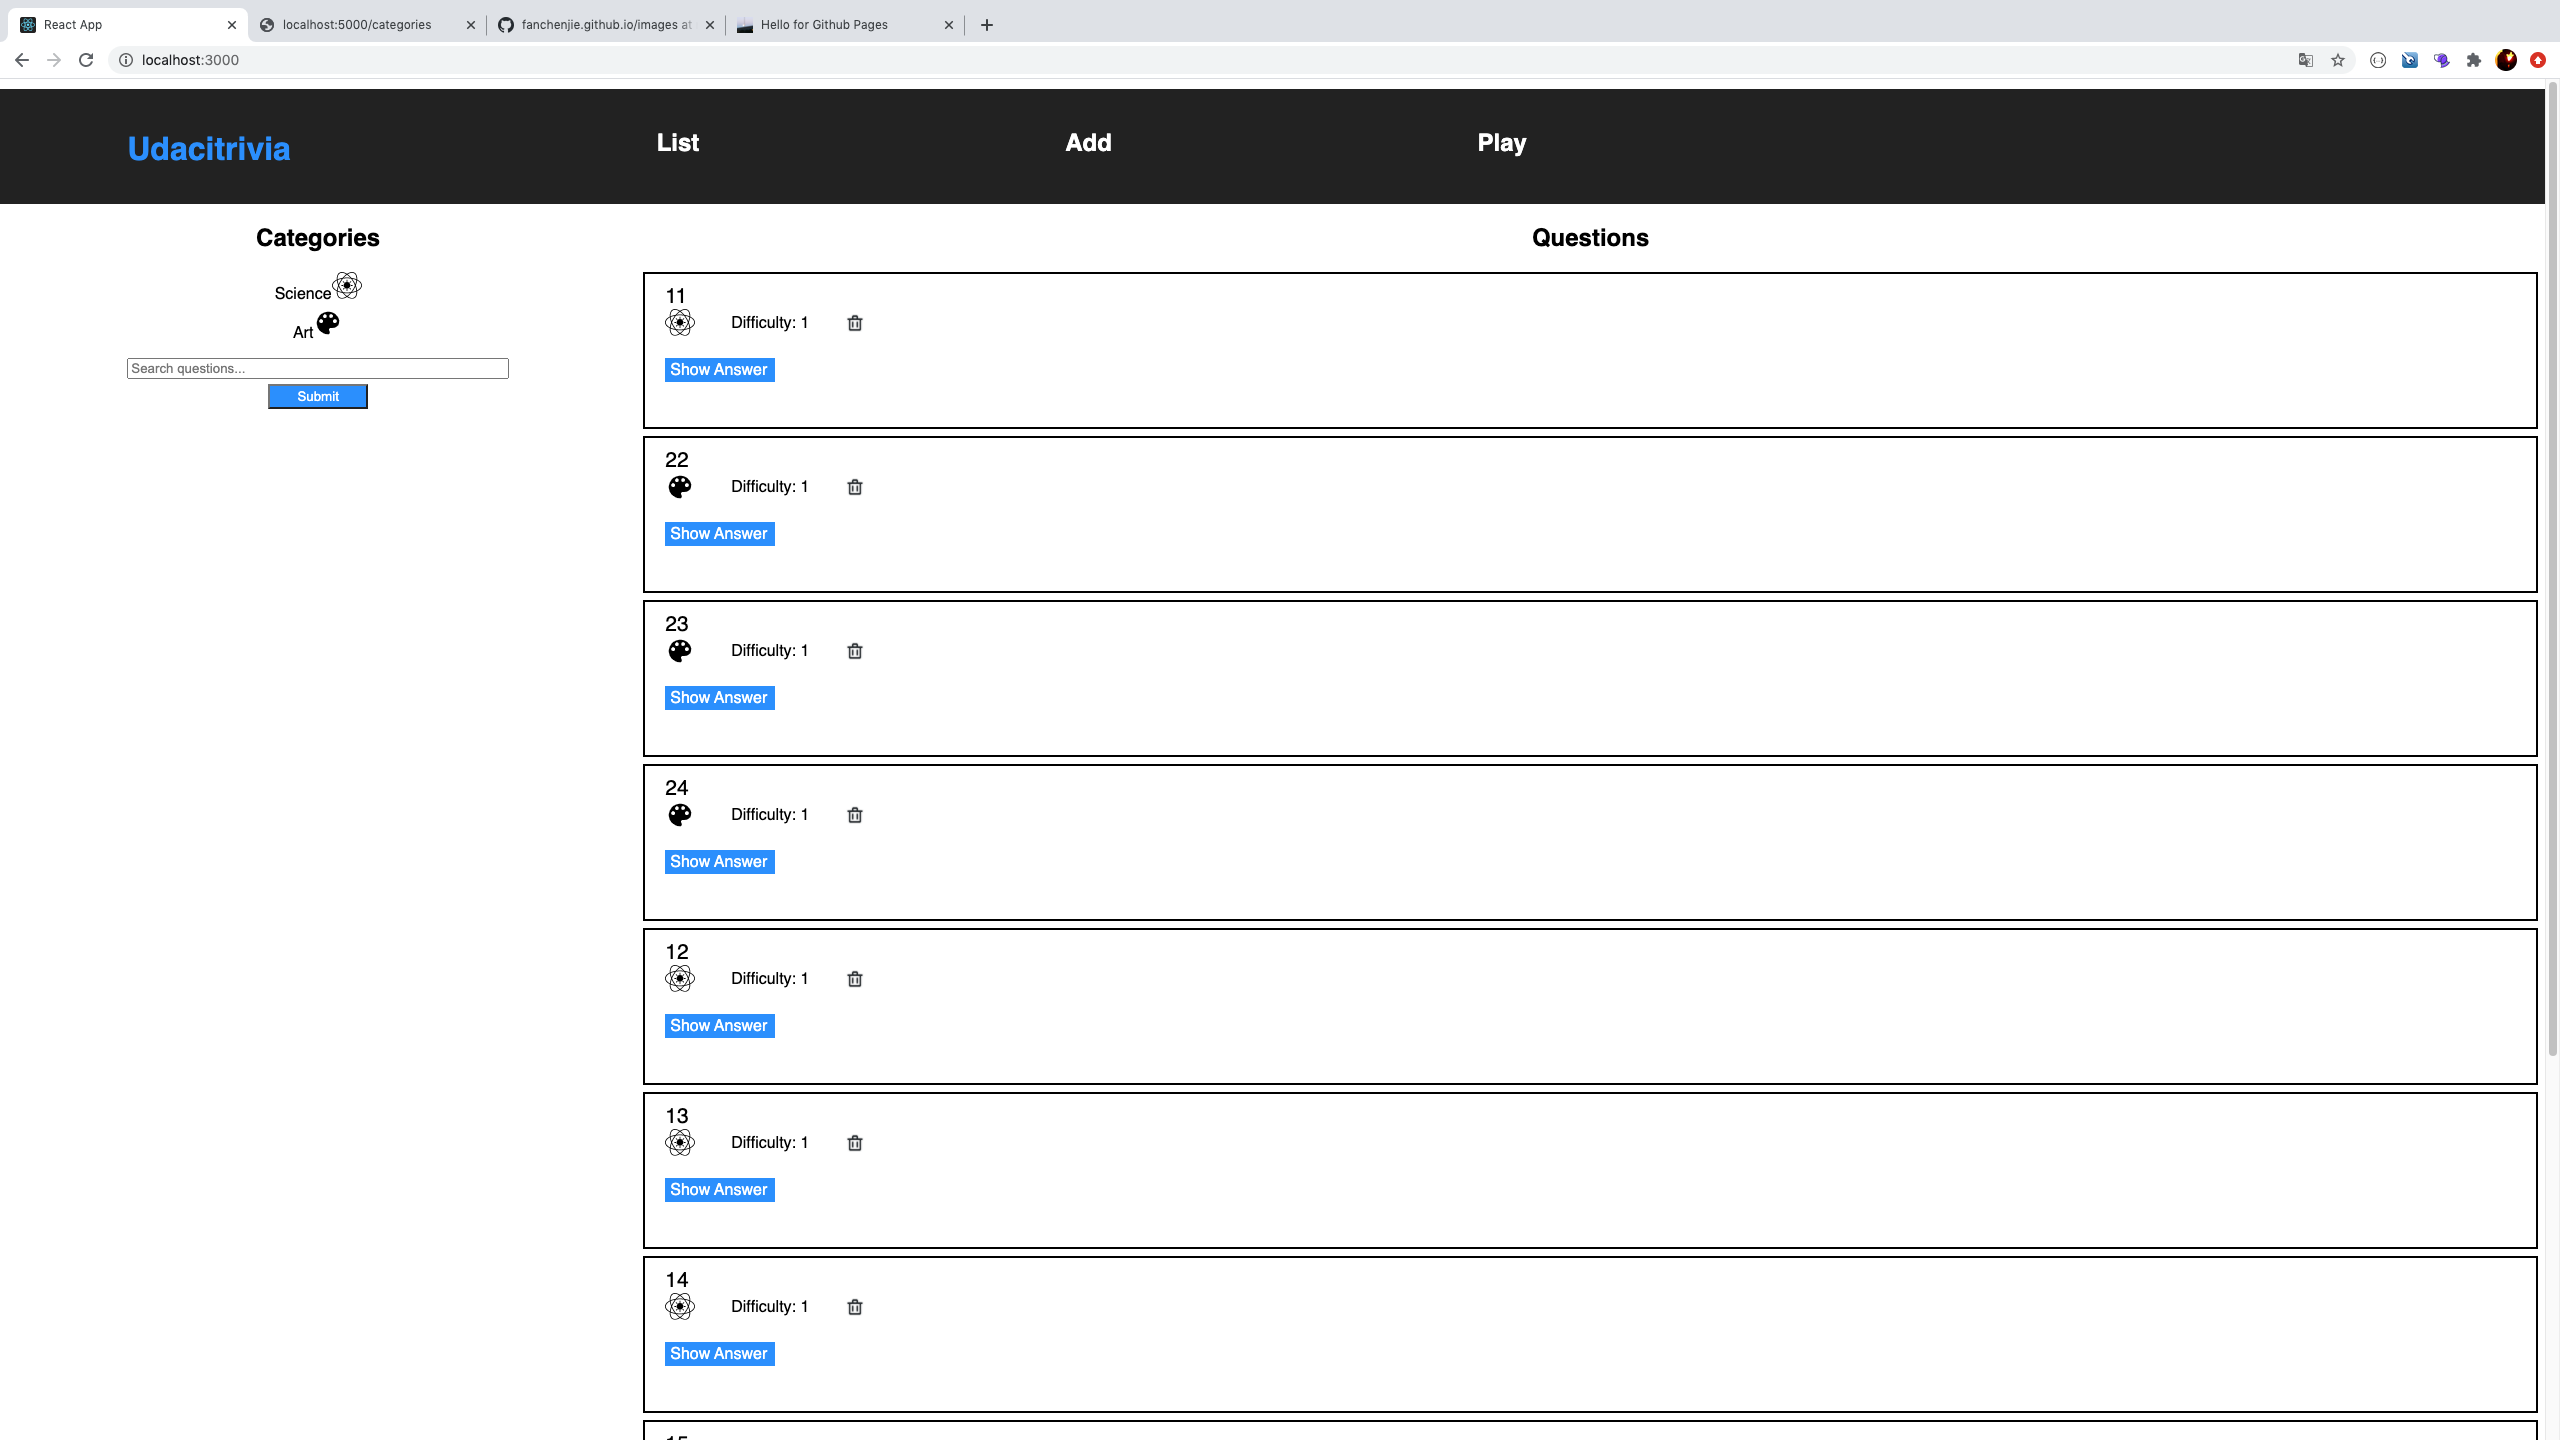 React App
localhost:5000/categories
fanchenjie.github.io/images at
Hello for Github Pages
localhost:3000
Udacitrivia
List
Add
Play
Categories
Science
Art
Search questions...
Submit
Questions
11
Difficulty: 1
Show Answer
22
Difficulty: 1
Show Answer
23
Difficulty: 1
Show Answer
24
Difficulty: 1
Show Answer
12
Difficulty: 1
Show Answer
13
Difficulty: 1
Show Answer
14
Difficulty: 1
Show Answer